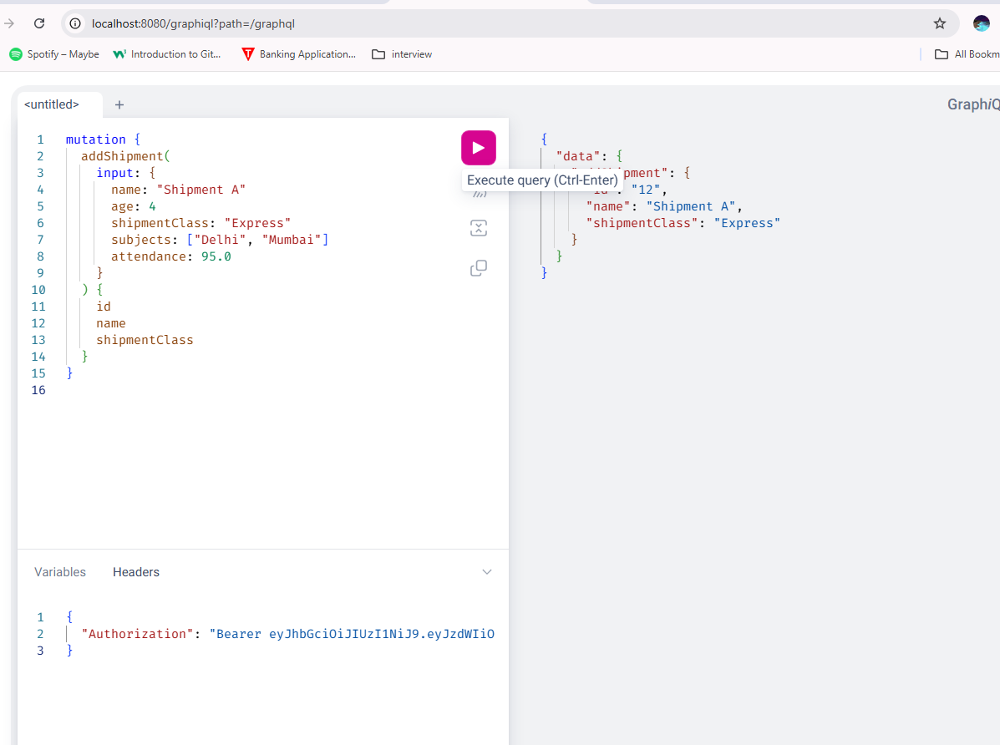 localhost:8080/graphiql?path=/graphql
Spotify – Maybe
Introduction to Git...
Banking Application...
interview
All Bookm
<untitled>
+
GraphiQ
1 mutation {
2 addShipment(
3 input: {
4 name: "Shipment A"
5 age: 4
6 shipmentClass: "Express"
7 subjects: ["Delhi", "Mumbai"]
8 attendance: 95.0
9 }
10 ) {
11 id
12 name
13 shipmentClass
14 }
15 }
16
Execute query (Ctrl-Enter)
{
"data": {
pment": {
"12",
"name": "Shipment A",
"shipmentClass": "Express"
}
}
}
Variables Headers
1 {
2 "Authorization": "Bearer eyJhbGciOiJIUzI1NiJ9.eyJzdWIiO
3 }